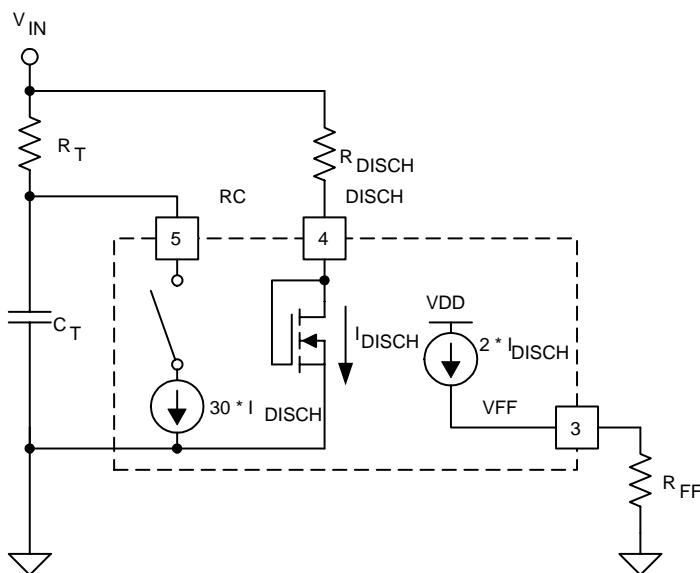 V IN
R T
R DISCH
RC
DISCH
5
4
C T
VDD
I DISCH
2 * I DISCH
30 * I DISCH
VFF
3
R FF